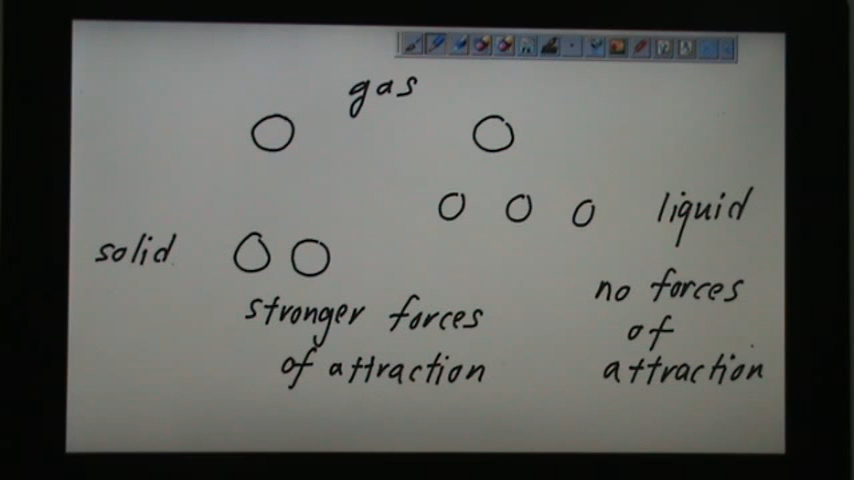 gas
liquid
solid
stronger forces
of attraction
no forces
of
attraction